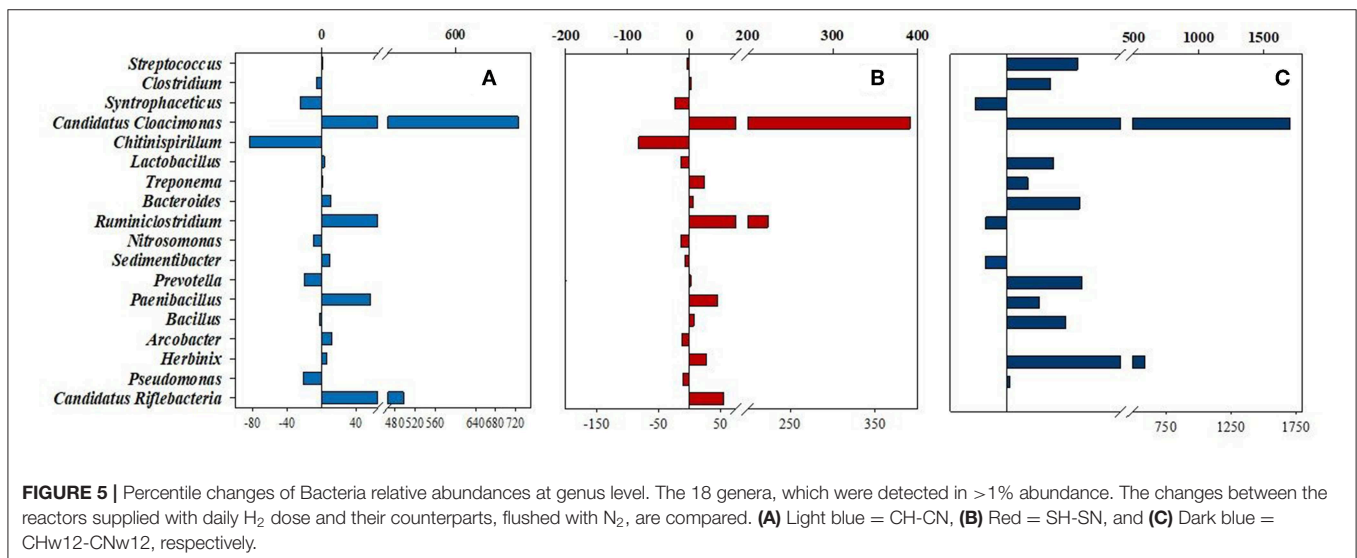 0 600 -200 -100 0 200 300 400 500 1000 1500
A B C
Streptococcus
Clostridium
Syntrophaceticus
Candidatus Cloacimonas
Chitinispirillum
Lactobacillus
Treponema
Bacteroides
Ruminiclostridium
Nitrosomonas
Sedimentibacter
Prevotella
Paenibacillus
Bacillus
Arcobacter
Herbinix
Pseudomonas
Candidatus Riflebacteria
-80 -40 40 480 520 560 640 680 720 -150 -50 50 250 350 750 1250 1750
FIGURE 5 | Percentile changes of Bacteria relative abundances at genus level. The 18 genera, which were detected in >1% abundance. The changes between the
reactors supplied with daily H₂ dose and their counterparts, flushed with N₂, are compared. (A) Light blue = CH-CN, (B) Red = SH-SN, and (C) Dark blue =
CHw12-CNw12, respectively.